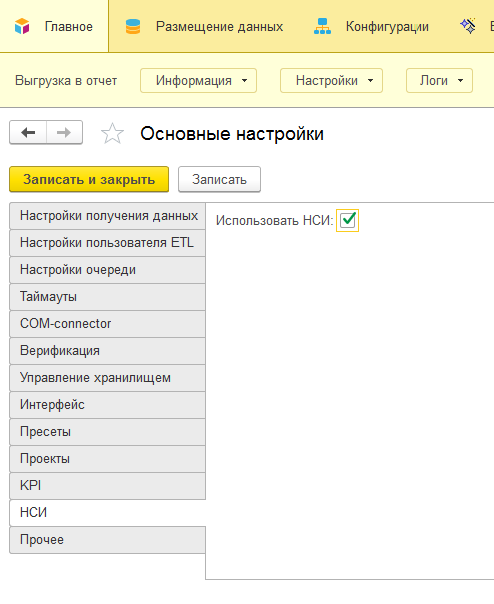 Главное Размещение данных Конфигурации
Выгрузка в отчет Информация Настройки Логи
Основные настройки
Записать и закрыть Записать
Настройки получения данных Использовать НСИ:
Настройки пользователя ETL
Настройки очереди
Таймауты
COM-connector
Верификация
Управление хранилищем
Интерфейс
Пресеты
Проекты
KPI
НСИ
Прочее